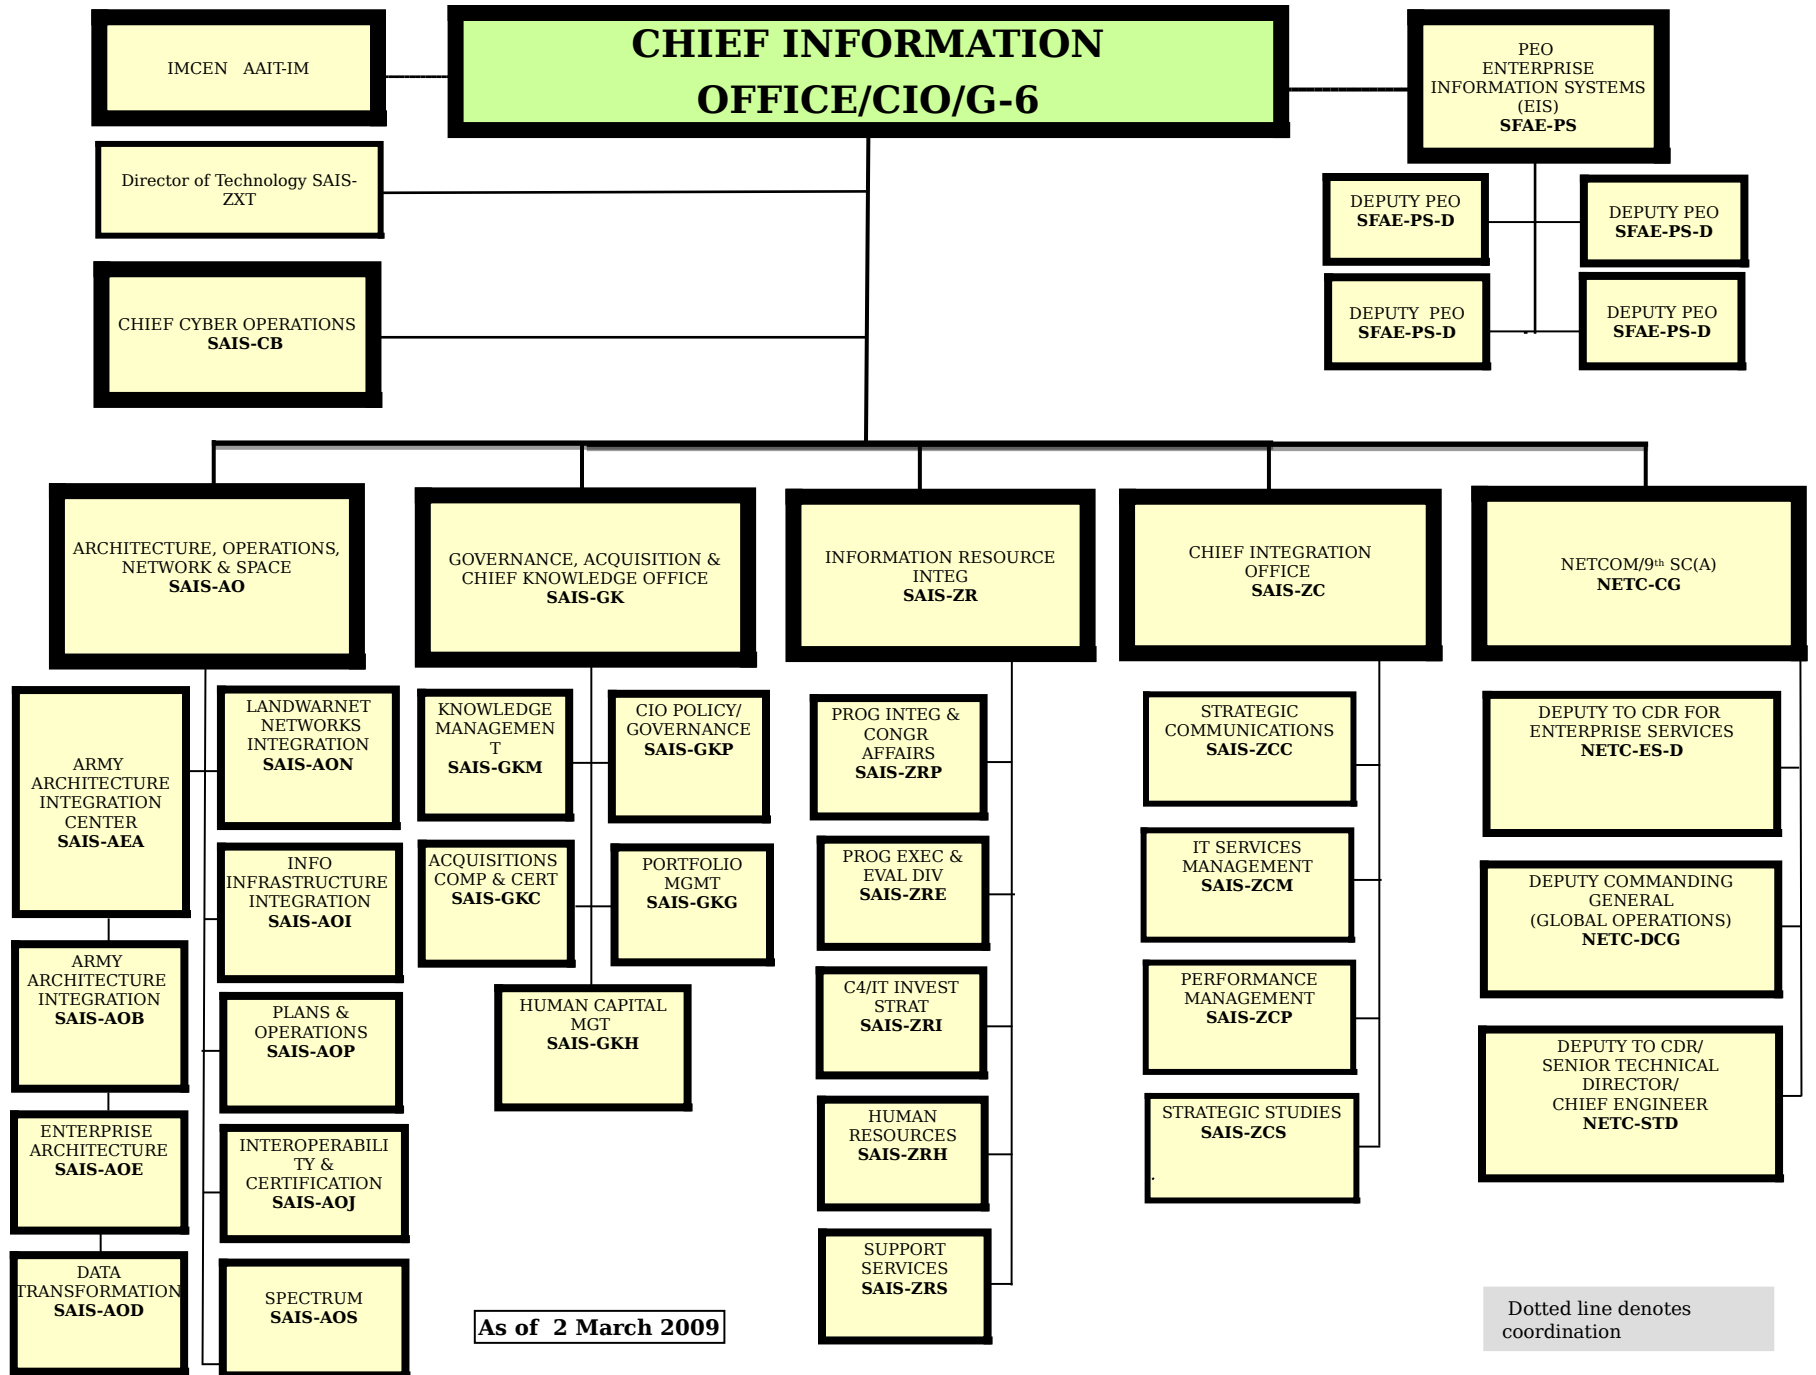 CHIEF INFORMATION
OFFICE/CIO/G-6
IMCEN   AAIT-IM
PEO
ENTERPRISE
INFORMATION SYSTEMS
(EIS)
SFAE-PS
Director of Technology SAIS-
ZXT
DEPUTY PEO
SFAE-PS-D
DEPUTY PEO
SFAE-PS-D
CHIEF CYBER OPERATIONS
SAIS-CB
DEPUTY  PEO
SFAE-PS-D
DEPUTY PEO
SFAE-PS-D
ARCHITECTURE, OPERATIONS,
NETWORK & SPACE
SAIS-AO
GOVERNANCE, ACQUISITION &
CHIEF KNOWLEDGE OFFICE
SAIS-GK
INFORMATION RESOURCE
INTEG
SAIS-ZR
CHIEF INTEGRATION
OFFICE
SAIS-ZC
NETCOM/9th SC(A)
NETC-CG
ARMY
ARCHITECTURE
INTEGRATION
CENTER
SAIS-AEA
ARMY
ARCHITECTURE
INTEGRATION
SAIS-AOB
ENTERPRISE
ARCHITECTURE
SAIS-AOE
DATA
TRANSFORMATION
SAIS-AOD
LANDWARNET
NETWORKS
INTEGRATION
SAIS-AON
INFO
INFRASTRUCTURE
INTEGRATION
SAIS-AOI
PLANS &
OPERATIONS
SAIS-AOP
INTEROPERABILI
TY &
CERTIFICATION
SAIS-AOJ
SPECTRUM
SAIS-AOS
KNOWLEDGE
MANAGEMEN
T
SAIS-GKM
CIO POLICY/
GOVERNANCE
SAIS-GKP
ACQUISITIONS
COMP & CERT
SAIS-GKC
PORTFOLIO
MGMT
SAIS-GKG
HUMAN CAPITAL
MGT
SAIS-GKH
PROG INTEG &
CONGR
AFFAIRS
SAIS-ZRP
PROG EXEC &
EVAL DIV
SAIS-ZRE
C4/IT INVEST
STRAT
SAIS-ZRI
HUMAN
RESOURCES
SAIS-ZRH
SUPPORT
SERVICES
SAIS-ZRS
STRATEGIC
COMMUNICATIONS
SAIS-ZCC
IT SERVICES
MANAGEMENT
SAIS-ZCM
PERFORMANCE
MANAGEMENT
SAIS-ZCP
STRATEGIC STUDIES
SAIS-ZCS
.
DEPUTY TO CDR FOR
ENTERPRISE SERVICES
NETC-ES-D
DEPUTY COMMANDING
GENERAL
(GLOBAL OPERATIONS)
NETC-DCG
DEPUTY TO CDR/
SENIOR TECHNICAL
DIRECTOR/
CHIEF ENGINEER
NETC-STD
As of  2 March 2009
Dotted line denotes
coordination